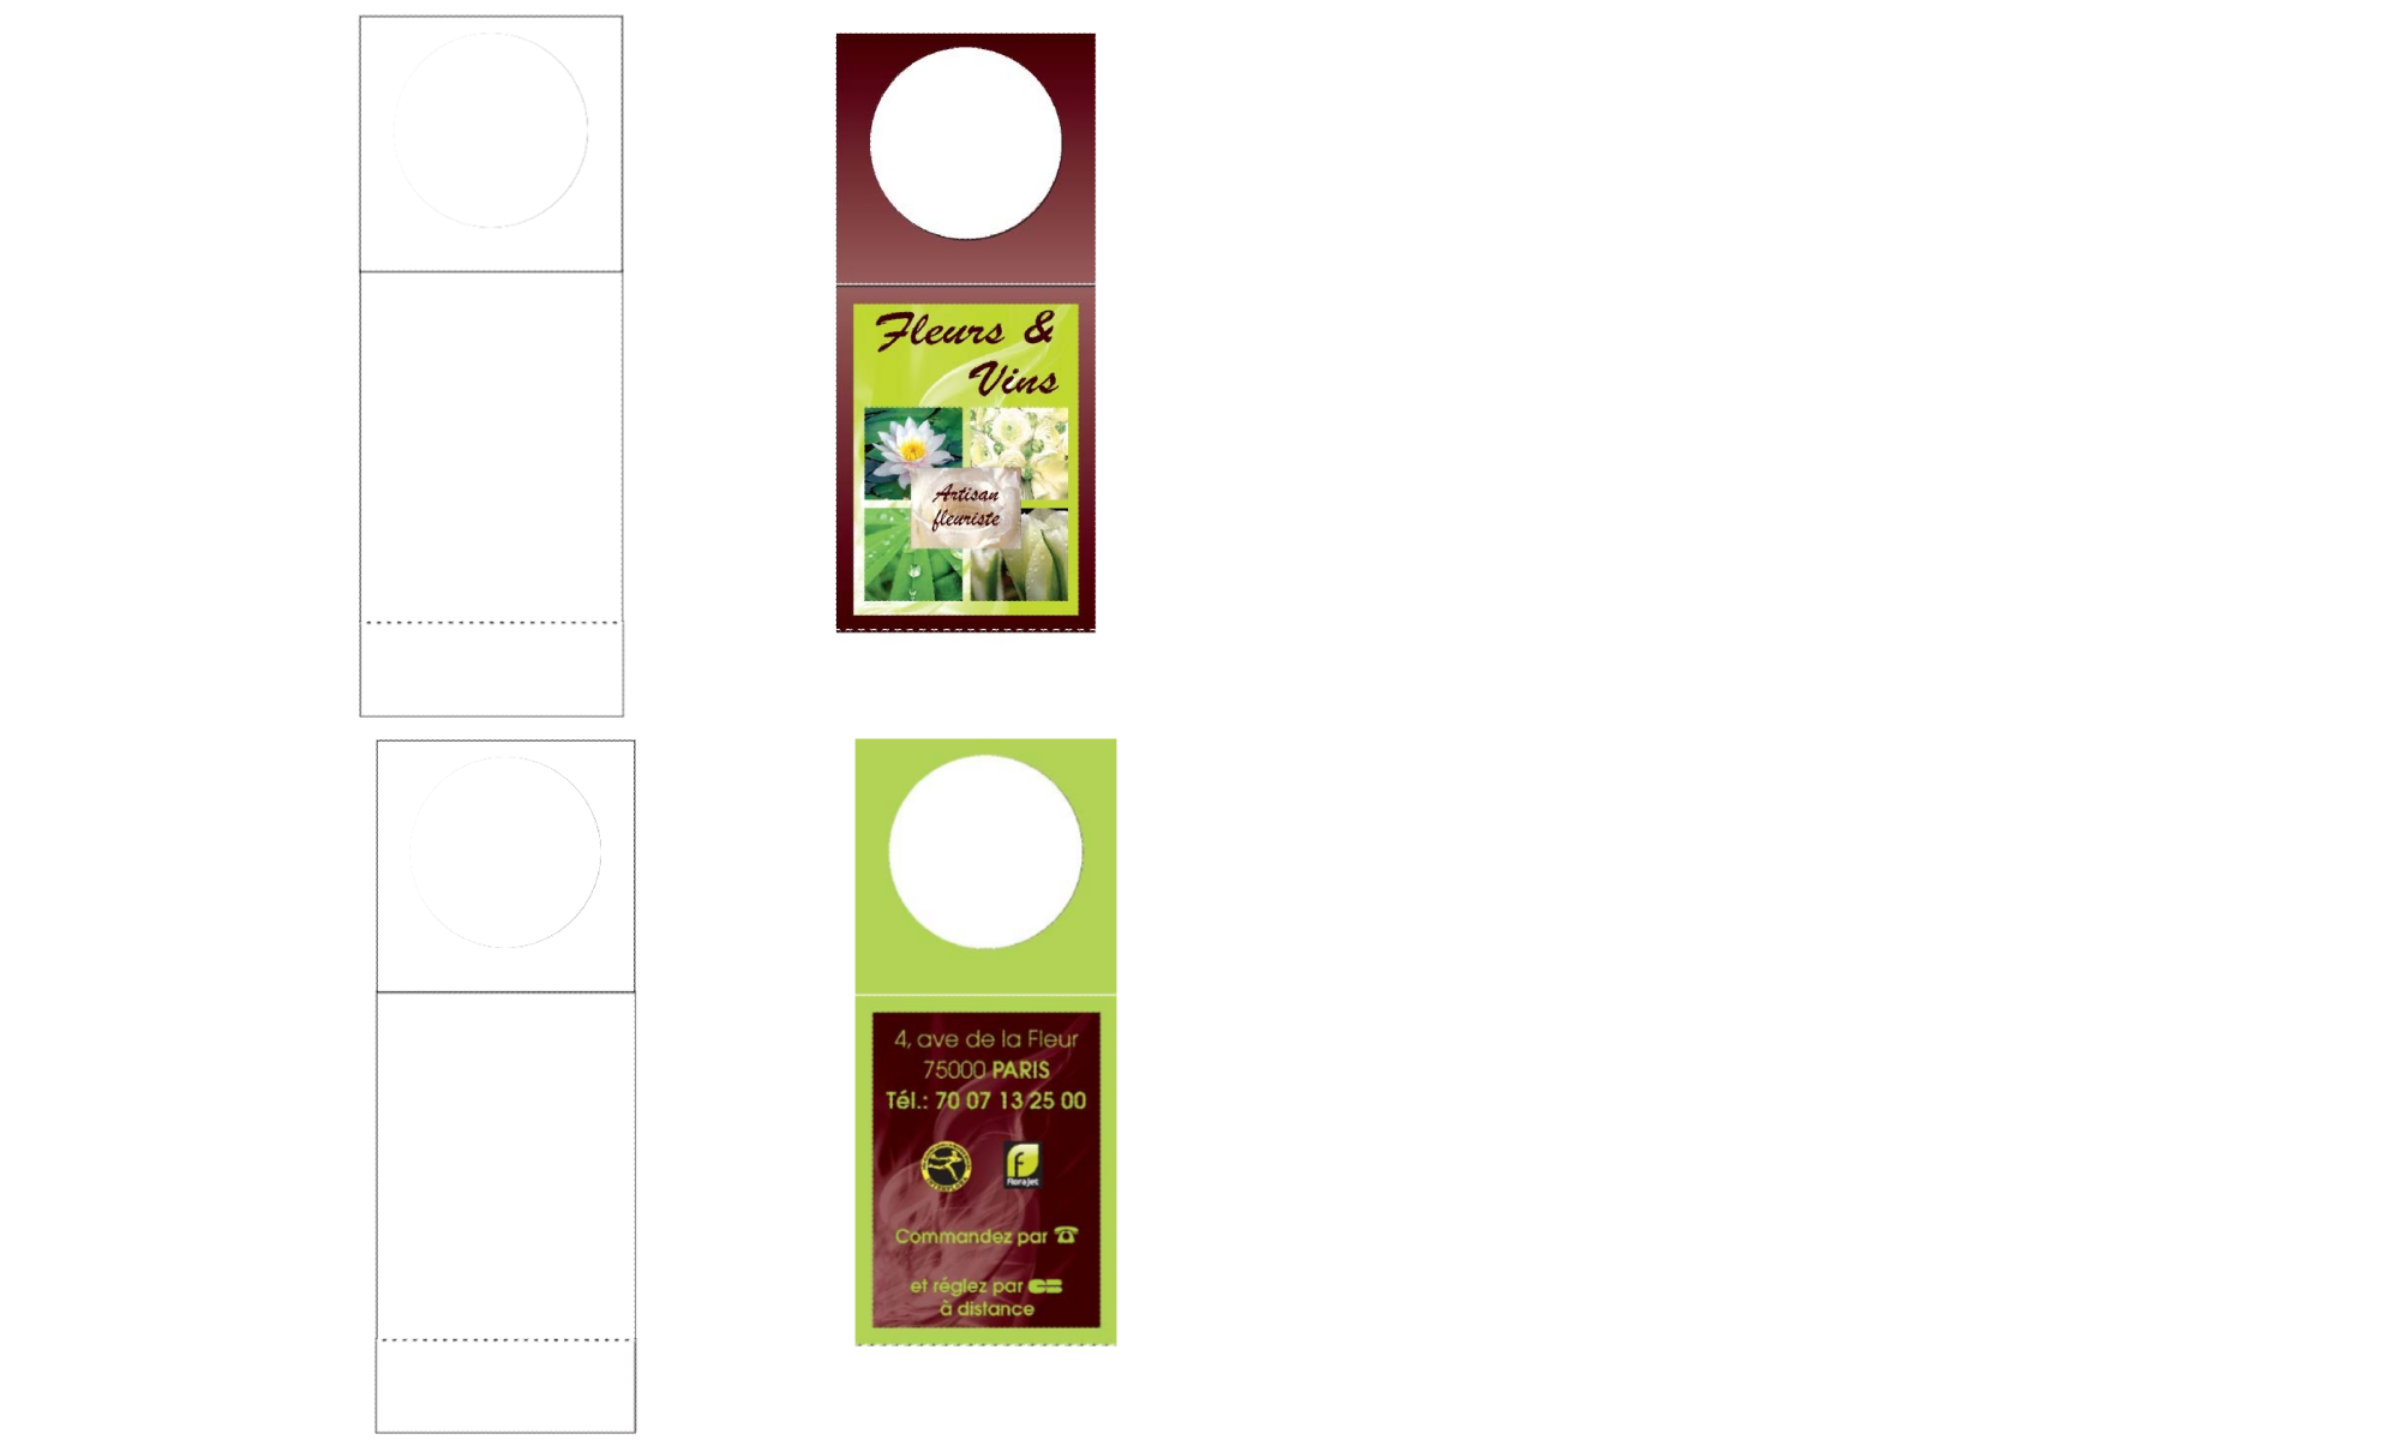 Fleurs &
Vins
Artisan
fleuriste
4, ave de la Fleur
75000 PARIS
Tél.: 70 07 13 25 00
florajet
Commandez par
et réglez par CB
à distance